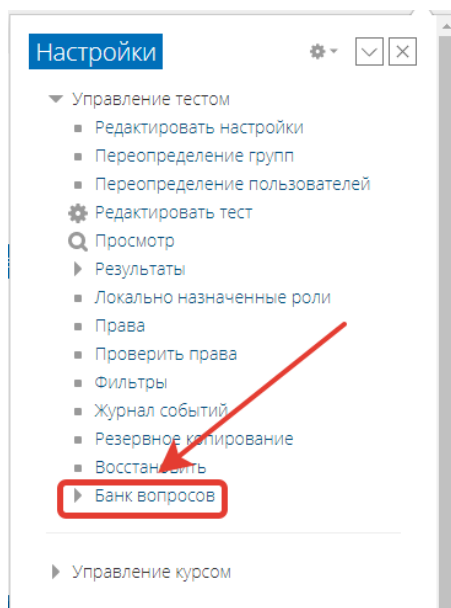 Настройки
Управление тестом
Редактировать настройки
Переопределение групп
Переопределение пользователей
Редактировать тест
Просмотр
Результаты
Локально назначенные роли
Права
Проверить права
Фильтры
Журнал событий
Резервное копирование
Восстановить
Банк вопросов
Управление курсом